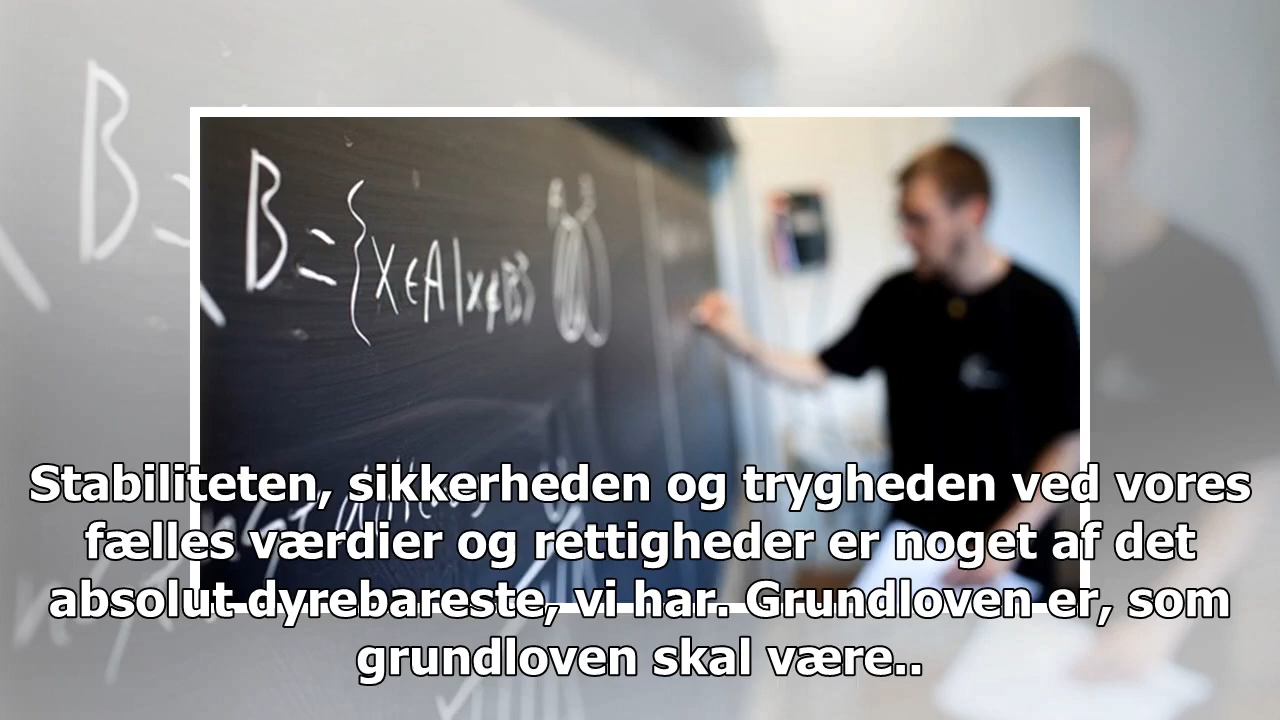 B = {x ∈ A | x ∉ B}
Stabiliteten, sikkerheden og trygheden ved vores
fælles værdier og rettigheder er noget af det
absolut dyrebareste, vi har. Grundloven er, som
grundloven skal være..